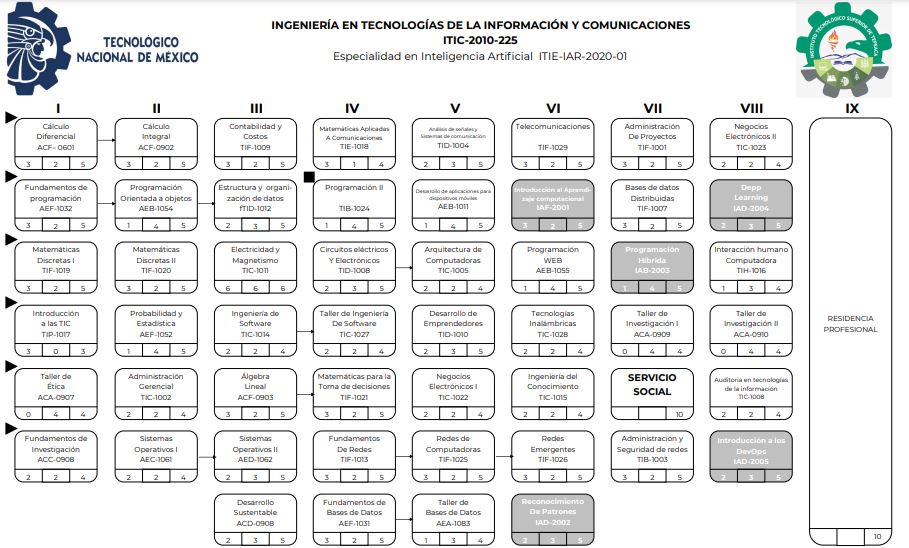 TECNOLÓGICO
NACIONAL DE MÉXICO
INGENIERÍA EN TECNOLOGÍAS DE LA INFORMACIÓN Y COMUNICACIONES
ITIC-2010-225
Especialidad en Inteligencia Artificial ITIE-IAR-2020-01
INSTITUTO TECNOLÓGICO SUPERIOR DE TEPEACA
I II III IV V VI VII VIII IX
Cálculo
Diferencial
ACF– 0601
3 2 5
Cálculo
Integral
ACF-0902
3 2 5
Contabilidad y
Costos
TIF-1009
3 2 5
Matemáticas Aplicadas
A Comunicaciones
TIE-1018
3 1 4
Análisis de señales y
Sistemas de comunicación
TID-1004
2 3 5
Telecomunicaciones
TIF-1029
3 2 5
Administración
De Proyectos
TIF-1001
3 2 5
Negocios
Electrónicos II
TIC-1023
2 2 4
Fundamentos de
programación
AEF-1032
3 2 5
Programación
Orientada a objetos
AEB-1054
1 4 5
Estructura y organi-
zación de datos
fTID-1012
2 3 5
Programación II
TIB-1024
1 4 5
Desarrollo de aplicaciones para
dispositivos móviles
AEB-1011
1 4 5
Introducción al Aprendi-
zaje computacional
IAF-2001
3 2 5
Bases de datos
Distribuidas
TIF-1007
3 2 5
Depp
Learning
IAD-2004
2 3 5
Matemáticas
Discretas I
TIF-1019
3 2 5
Matemáticas
Discretas II
TIF-1020
3 2 5
Electricidad y
Magnetismo
TIC-1011
6 6 6
Circuitos eléctricos
Y Electrónicos
TID-1008
2 3 5
Arquitectura de
Computadoras
TIC-1005
2 2 4
Programación
WEB
AEB-1055
1 4 5
Programación
Híbrida
IAB-2003
1 4 5
Interacción humano
Computadora
TIH-1016
1 3 4
Introducción
a las TIC
TIP-1017
3 0 3
Probabilidad y
Estadística
AEF-1052
1 4 5
Ingeniería de
Software
TIC-1014
2 2 4
Taller de Ingeniería
De Software
TIC-1027
2 2 4
Desarrollo de
Emprendedores
TID-1010
2 3 5
Tecnologías
Inalámbricas
TIC-1028
2 2 4
Taller de
Investigación I
ACA-0909
0 4 4
Taller de
Investigación II
ACA-0910
0 4 4
RESIDENCIA
PROFESIONAL
10
Taller de
Ética
ACA-0907
0 4 4
Administración
Gerencial
TIC-1002
2 2 4
Álgebra
Lineal
ACF-0903
3 2 5
Matemáticas para la
Toma de decisiones
TIF-1021
3 2 5
Negocios
Electrónicos I
TIC-1022
2 2 4
Ingeniería del
Conocimiento
TIC-1015
2 2 4
SERVICIO
SOCIAL
10
Auditoria en tecnologías
de la información
TIC-1008
2 2 4
Fundamentos de
Investigación
ACC-0908
2 2 4
Sistemas
Operativos I
AEC-1061
2 2 4
Sistemas
Operativos II
AED-1062
2 3 5
Fundamentos
De Redes
TIF-1013
3 2 5
Redes de
Computadoras
TIF-1025
3 2 5
Redes
Emergentes
TIF-1026
3 2 5
Administración y
Seguridad de redes
TIB-1003
3 2 5
Introducción a los
DevOps
IAD-2005
2 3 5
Desarrollo
Sustentable
ACD-0908
2 3 5
Fundamentos de
Bases de Datos
AEF-1031
3 2 5
Taller de
Bases de Datos
AEA-1083
1 3 4
Reconocimiento
De Patrones
IAD-2002
2 3 5